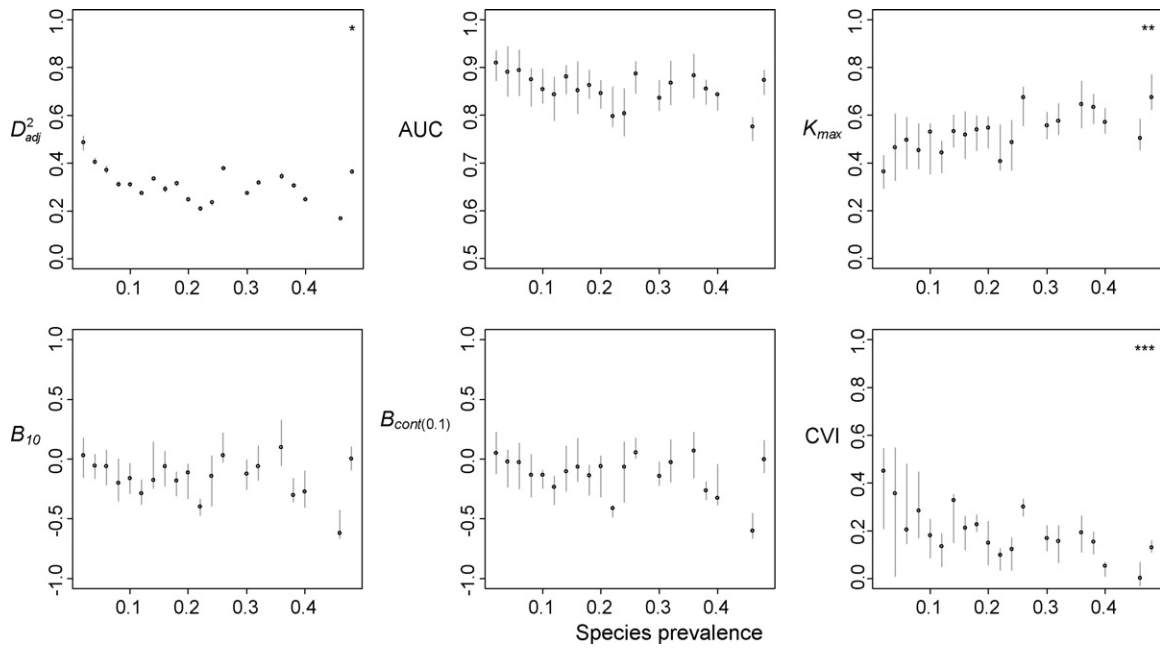 *
**
D²adj
AUC
Kmax
0.0 0.2 0.4 0.6 0.8 1.0
0.5 0.6 0.7 0.8 0.9 1.0
0.0 0.2 0.4 0.6 0.8 1.0
0.1 0.2 0.3 0.4
0.1 0.2 0.3 0.4
0.1 0.2 0.3 0.4
***
B10
Bcont(0.1)
CVI
-1.0 -0.5 0.0 0.5 1.0
-1.0 -0.5 0.0 0.5 1.0
0.0 0.2 0.4 0.6 0.8 1.0
0.1 0.2 0.3 0.4
0.1 0.2 0.3 0.4
0.1 0.2 0.3 0.4
Species prevalence